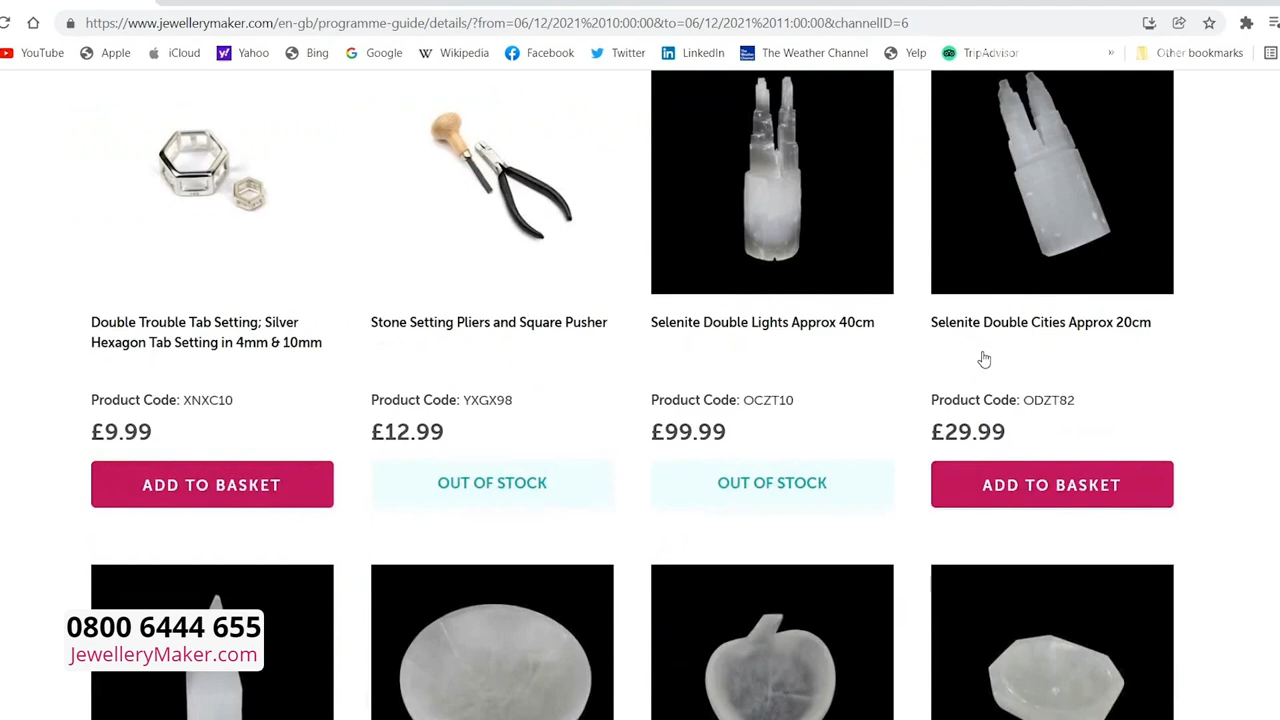 https://www.jewellerymaker.com/en-gb/programme-guide/details/?from=06/12/2021%2010:00:00&to=06/12/2021%2011:00:00&channelID=6
YouTube Apple iCloud Yahoo Bing Google Wikipedia Facebook Twitter LinkedIn The Weather Channel Yelp TripAdvisor » Other bookmarks
Double Trouble Tab Setting; Silver
Hexagon Tab Setting in 4mm & 10mm
Product Code: XNXC10
£9.99
ADD TO BASKET
Stone Setting Pliers and Square Pusher
Product Code: YXGX98
£12.99
OUT OF STOCK
Selenite Double Lights Approx 40cm
Product Code: OCZT10
£99.99
OUT OF STOCK
Selenite Double Cities Approx 20cm
Product Code: ODZT82
£29.99
ADD TO BASKET
0800 6444 655
JewelleryMaker.com